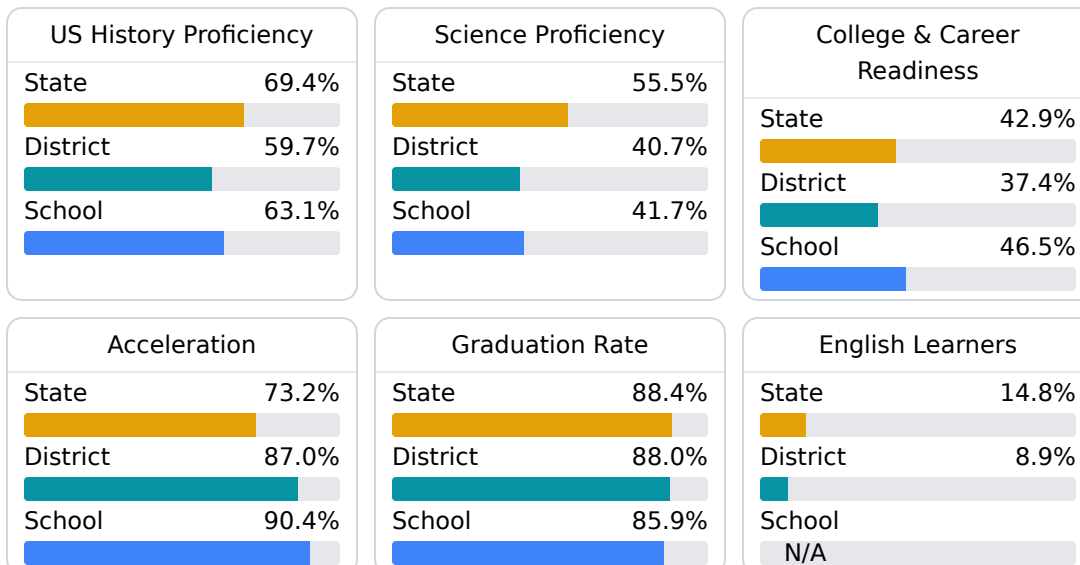 US History Proficiency
State 69.4%
District 59.7%
School 63.1%
Science Proficiency
State 55.5%
District 40.7%
School 41.7%
College & Career
Readiness
State 42.9%
District 37.4%
School 46.5%
Acceleration
State 73.2%
District 87.0%
School 90.4%
Graduation Rate
State 88.4%
District 88.0%
School 85.9%
English Learners
State 14.8%
District 8.9%
School
N/A